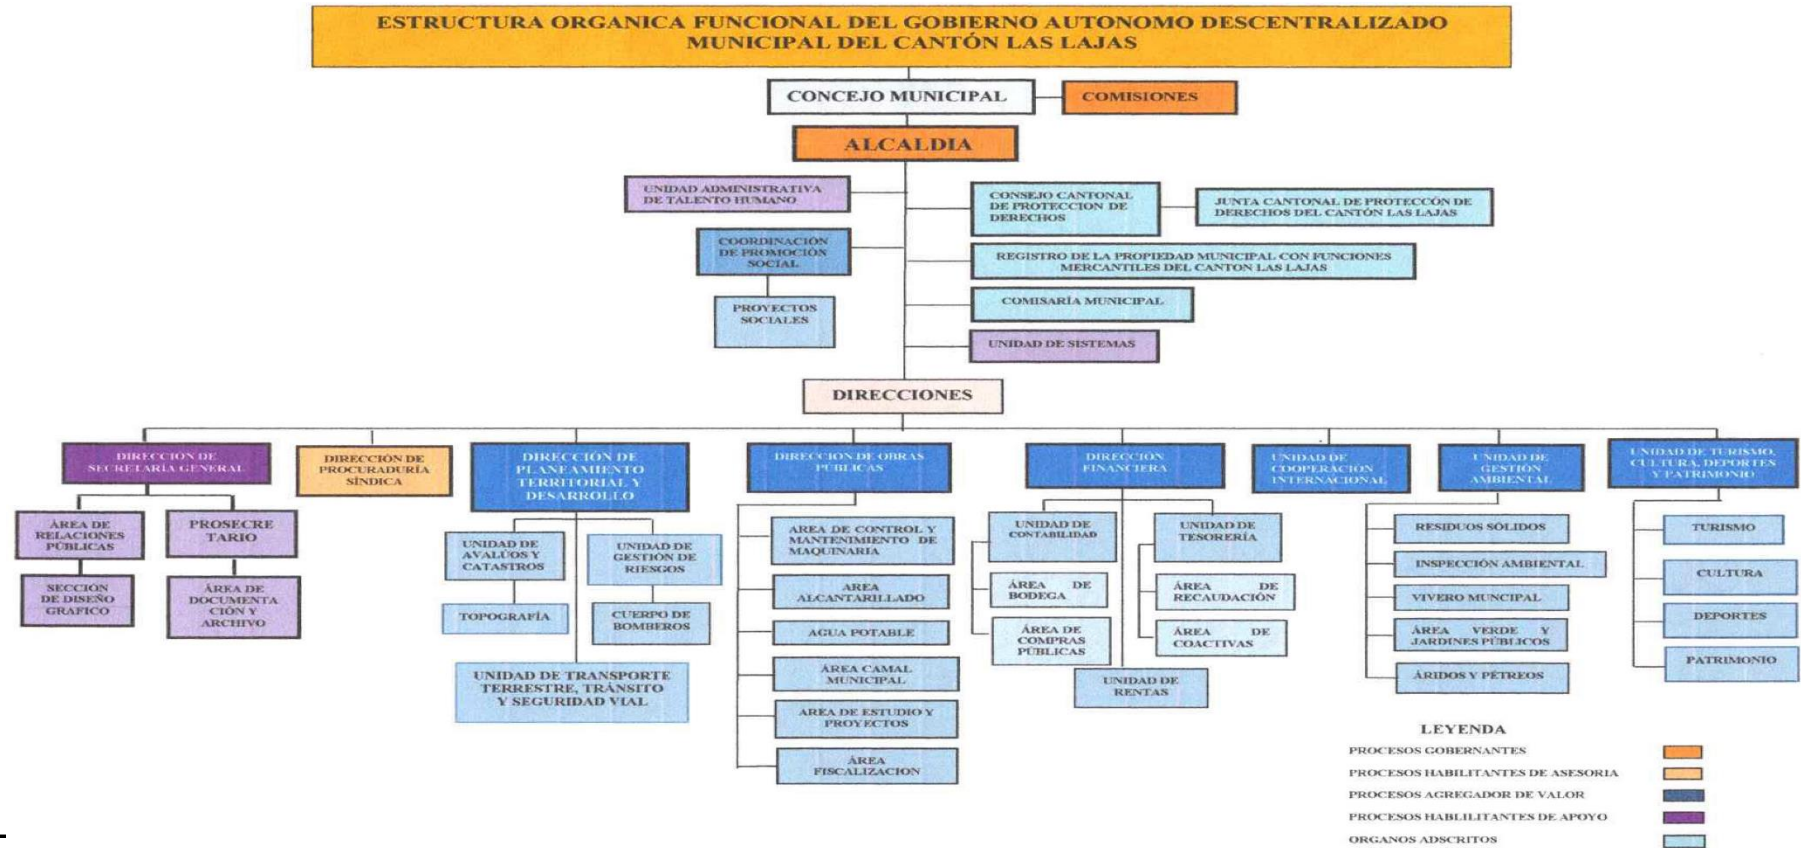 ESTRUCTURA ORGANICA FUNCIONAL DEL GOBIERNO AUTONOMO DESCENTRALIZADO
MUNICIPAL DEL CANTÓN LAS LAJAS
CONCEJO MUNICIPAL
COMISIONES
ALCALDIA
UNIDAD ADMINISTRATIVA
DE TALENTO HUMANO
CONSEJO CANTONAL
DE PROTECCION DE
DERECHOS
JUNTA CANTONAL DE PROTECCÓN DE
DERECHOS DEL CANTÓN LAS LAJAS
COORDINACIÓN
DE PROMOCIÓN
SOCIAL
REGISTRO DE LA PROPIEDAD MUNICIPAL CON FUNCIONES
MERCANTILES DEL CANTON LAS LAJAS
PROYECTOS
SOCIALES
COMISARÍA MUNICIPAL
UNIDAD DE SISTEMAS
DIRECCIONES
DIRECCIÓN DE
SECRETARÍA GENERAL
DIRECCIÓN DE
PROCURADURÍA
SÍNDICA
DIRECCIÓN DE
PLANEAMIENTO
TERRITORIAL Y
DESARROLLO
DIRECCION DE OBRAS
PUBLICAS
DIRECCIÓN
FINANCIERA
UNIDAD DE
COOPERACIÓN
INTERNACIONAL
UNIDAD DE
GESTIÓN
AMBIENTAL
UNIDAD DE TURISMO,
CULTURA, DEPORTES
Y PATRIMONIO
ÁREA DE
RELACIONES
PÚBLICAS
PROSECRE
TARIO
SECCIÓN
DE DISEÑO
GRAFICO
ÁREA DE
DOCUMENTA
CIÓN Y
ARCHIVO
UNIDAD DE
AVALÚOS Y
CATASTROS
UNIDAD DE
GESTIÓN DE
RIESGOS
TOPOGRAFÍA
CUERPO DE
BOMBEROS
UNIDAD DE TRANSPORTE
TERRESTRE, TRÁNSITO
Y SEGURIDAD VIAL
AREA DE CONTROL Y
MANTENIMIENTO DE
MAQUINARIA
AREA
ALCANTARILLADO
AGUA POTABLE
ÁREA CAMAL
MUNICIPAL
AREA DE ESTUDIO Y
PROYECTOS
ÁREA
FISCALIZACION
UNIDAD DE
CONTABILIDAD
UNIDAD DE
TESORERÍA
ÁREA DE
BODEGA
ÁREA DE
RECAUDACIÓN
ÁREA DE
COMPRAS
PÚBLICAS
ÁREA DE
COACTIVAS
UNIDAD DE
RENTAS
RESIDUOS SÓLIDOS
INSPECCIÓN AMBIENTAL
VIVERO MUNCIPAL
ÁREA VERDE Y
JARDINES PÚBLICOS
ÁRIDOS Y PÉTREOS
TURISMO
CULTURA
DEPORTES
PATRIMONIO
LEYENDA
PROCESOS GOBERNANTES
PROCESOS HABILITANTES DE ASESORIA
PROCESOS AGREGADOR DE VALOR
PROCESOS HABLILITANTES DE APOYO
ORGANOS ADSCRITOS